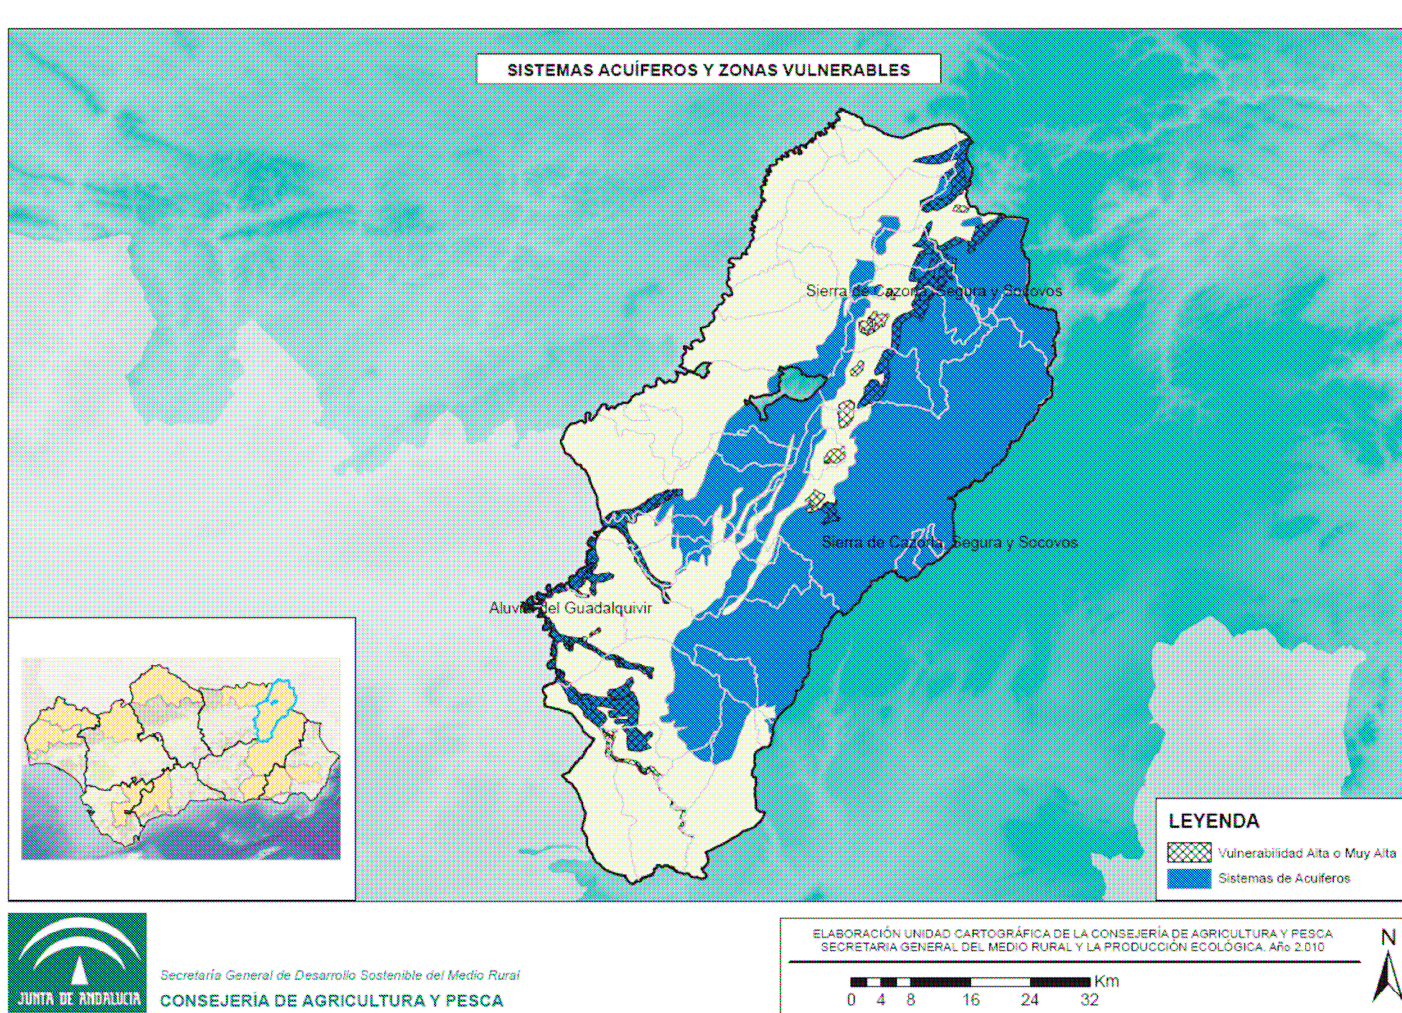 SISTEMAS ACUÍFEROS Y ZONAS VULNERABLES
Sierra de Cazorla, Segura y Socovos
Sierra de Cazorla, Segura y Socovos
Aluvial del Guadalquivir
LEYENDA
Vulnerabilidad Alta o Muy Alta
Sistemas de Acuíferos
JUNTA DE ANDALUCIA
Secretaría General de Desarrollo Sostenible del Medio Rural
CONSEJERÍA DE AGRICULTURA Y PESCA
ELABORACIÓN UNIDAD CARTOGRÁFICA DE LA CONSEJERÍA DE AGRICULTURA Y PESCA
SECRETARIA GENERAL DEL MEDIO RURAL Y LA PRODUCCIÓN ECOLÓGICA. Año 2.010
N
Km
0 4 8 16 24 32